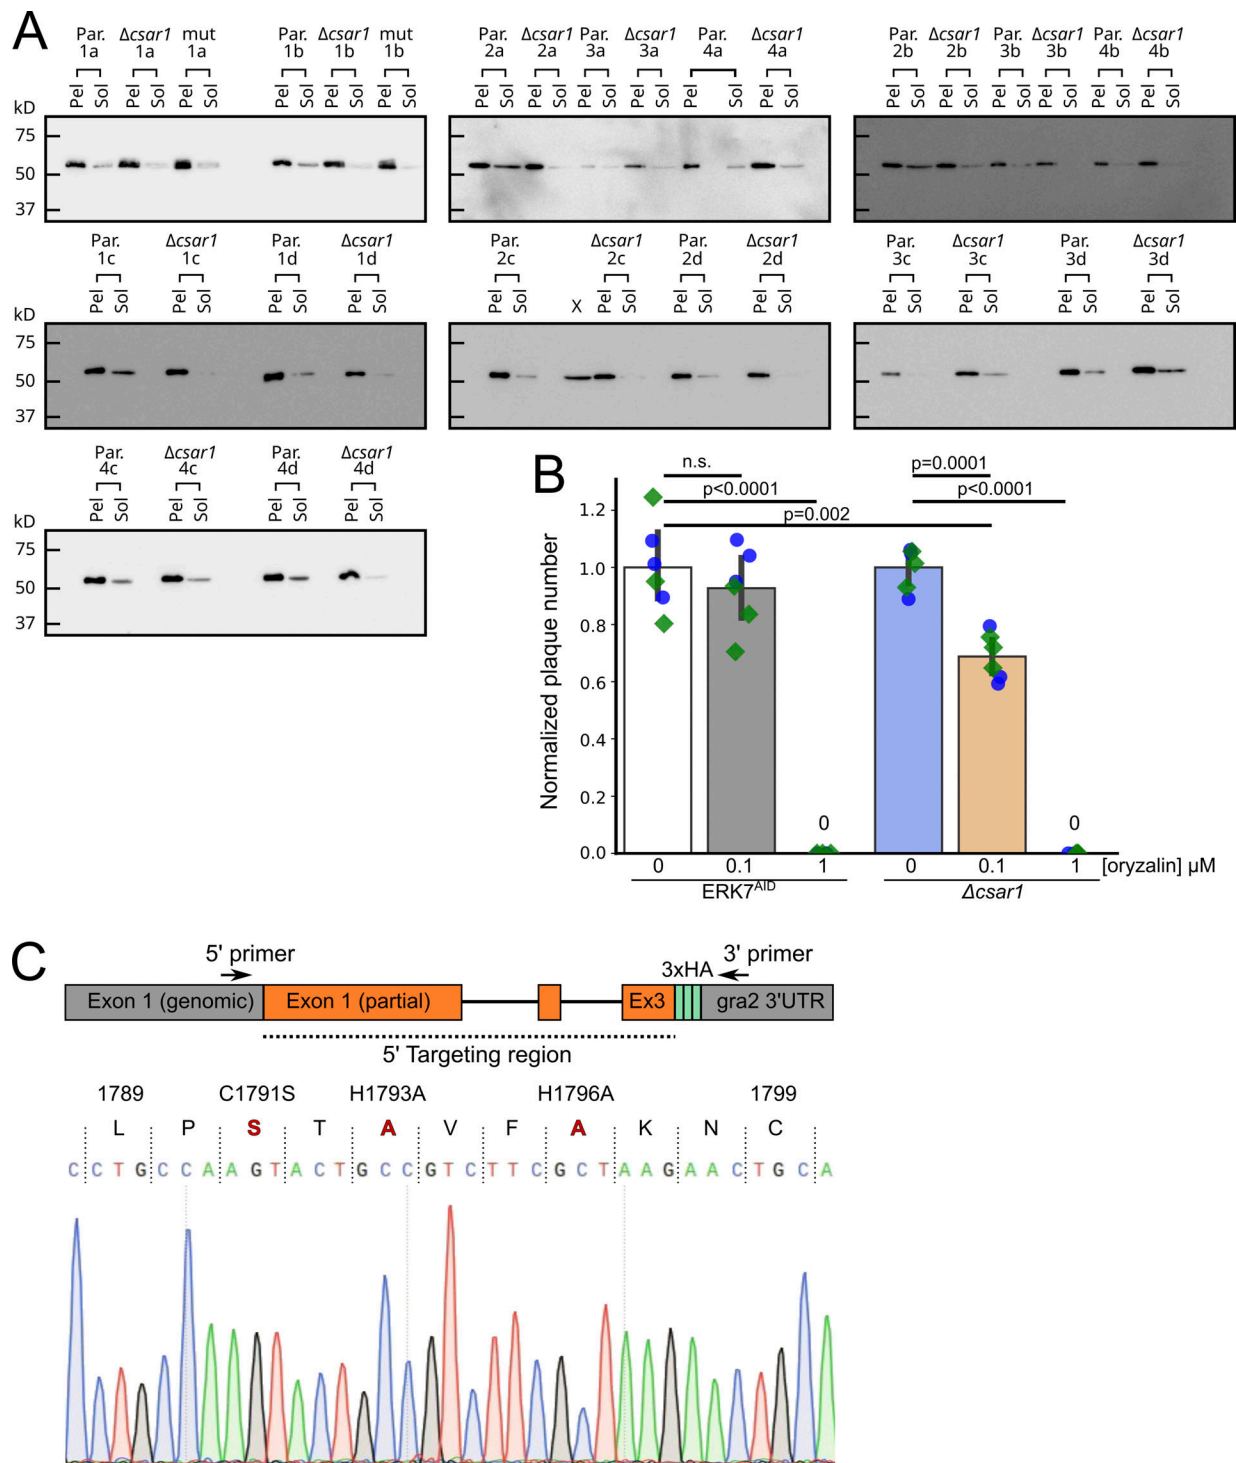 A
Par. Δcsar1 mut Par. Δcsar1 mut
1a 1a 1a 1b 1b 1b
Pel Sol Pel Sol Pel Sol Pel Sol Pel Sol Pel Sol
Par. Δcsar1 Par. Δcsar1 Par. Δcsar1
2a 2a 3a 3a 4a 4a
Pel Sol Pel Sol Pel Sol Pel Sol Pel Sol Pel Sol
Par. Δcsar1 Par. Δcsar1 Par. Δcsar1
2b 2b 3b 3b 4b 4b
Pel Sol Pel Sol Pel Sol Pel Sol Pel Sol Pel Sol
kD
75
50
37
Par. Δcsar1 Par. Δcsar1
1c 1c 1d 1d
Pel Sol Pel Sol Pel Sol Pel Sol
Par. Δcsar1 Par. Δcsar1
2c 2c 2d 2d
Pel Sol X Pel Sol Pel Sol Pel Sol
Par. Δcsar1 Par. Δcsar1
3c 3c 3d 3d
Pel Sol Pel Sol Pel Sol Pel Sol
kD
75
50
37
Par. Δcsar1 Par. Δcsar1
4c 4c 4d 4d
Pel Sol Pel Sol Pel Sol Pel Sol
kD
75
50
37
B
n.s.
p<0.0001
p=0.002
p=0.0001
p<0.0001
Normalized plaque number
1.2
1.0
0.8
0.6
0.4
0.2
0.0
0 0
0 0.1 1 0 0.1 1 [oryzalin] μM
ERK7AID Δcsar1
C
5' primer 3' primer
3xHA
Exon 1 (genomic) Exon 1 (partial) Ex3 gra2 3'UTR
5' Targeting region
1789 C1791S H1793A H1796A 1799
L P S T A V F A K N C
C C T G C C A A G T A C T G C C G T C T T C G C T A A G A A C T G C A